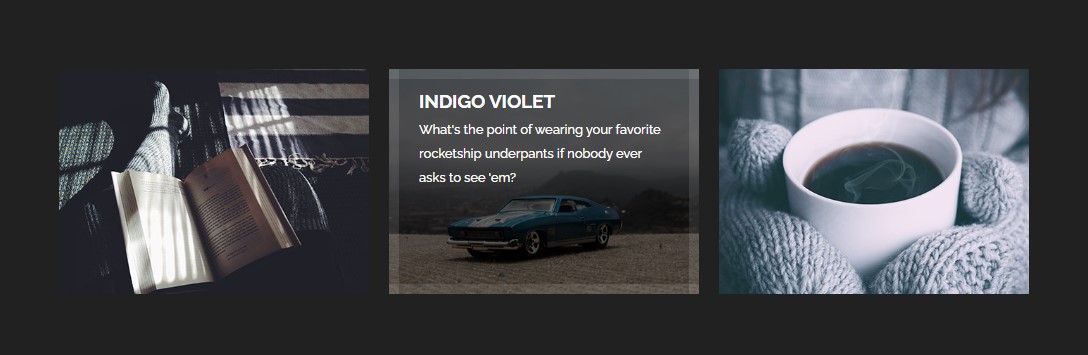 INDIGO VIOLET
What's the point of wearing your favorite
rocketship underpants if nobody ever
asks to see 'em?